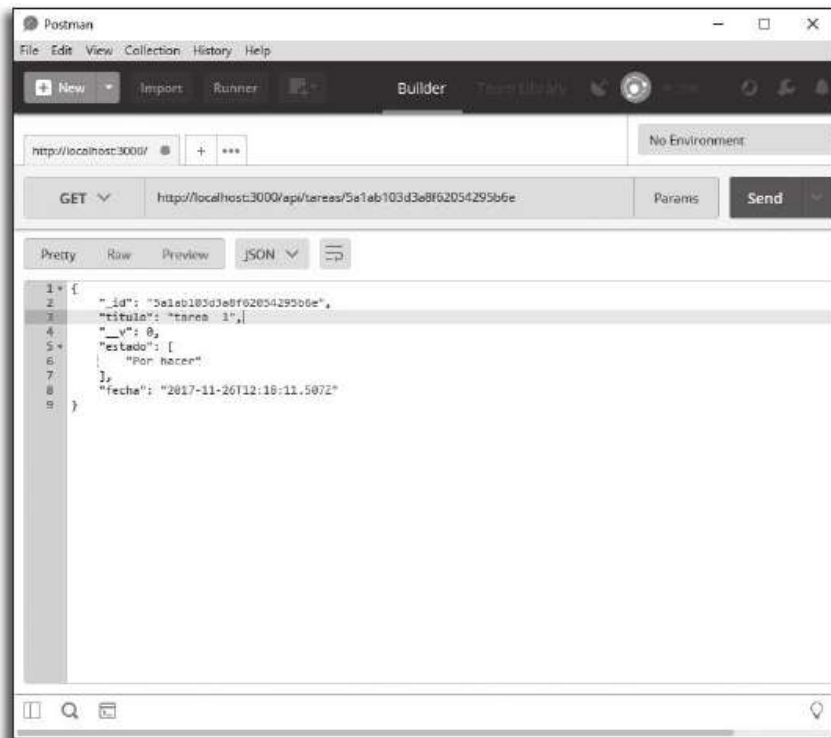 Postman
File Edit View Collection History Help
New Import Runner Builder Team Library
http://localhost:3000/ + ••• No Environment
GET http://localhost:3000/api/tareas/5a1ab103d3a8f62054295b6e Params Send
Pretty Raw Preview JSON
1 {
2 "_id": "5a1ab103d3a8f62054295b6e",
3 "titulo": "tarea 1",
4 "__v": 0,
5 "estado": [
6 "Por hacer"
7 ],
8 "fecha": "2017-11-26T12:18:11.507Z"
9 }